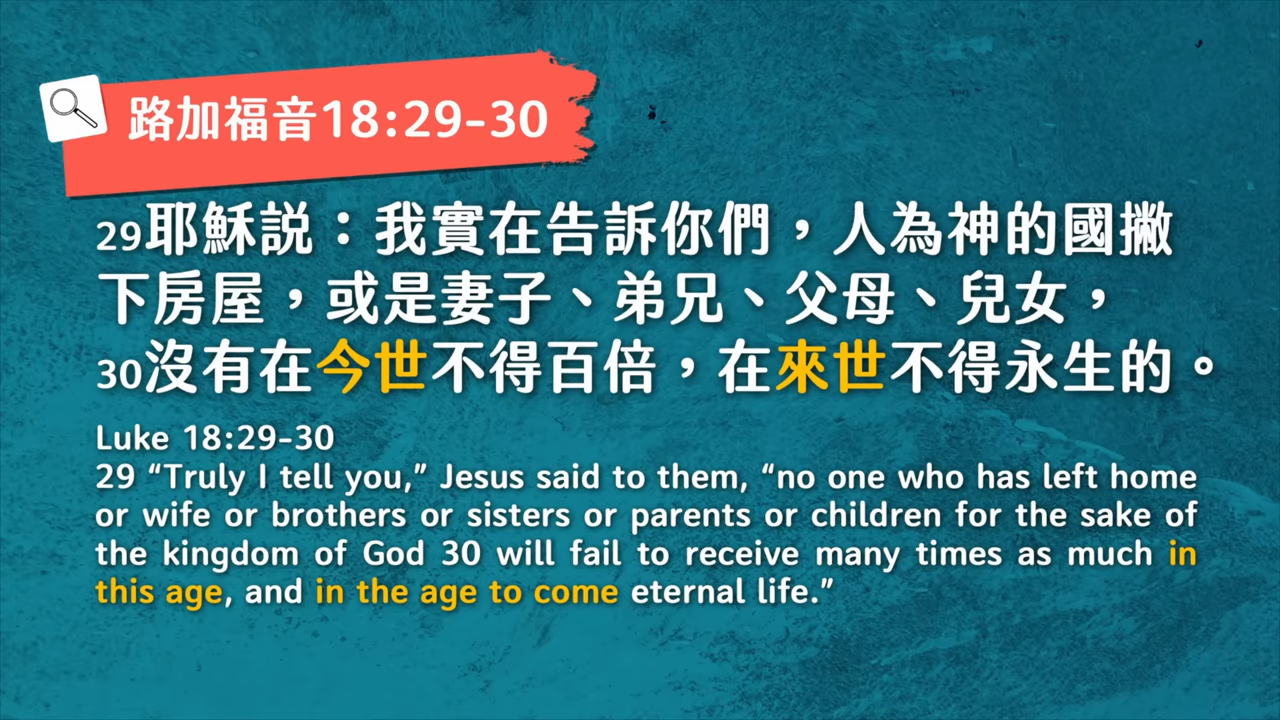 路加福音18:29-30
29耶穌説：我實在告訴你們，人為神的國撇
下房屋，或是妻子、弟兄、父母、兒女，
30沒有在今世不得百倍，在來世不得永生的。
Luke 18:29-30
29 “Truly I tell you,” Jesus said to them, “no one who has left home
or wife or brothers or sisters or parents or children for the sake of
the kingdom of God 30 will fail to receive many times as much in
this age, and in the age to come eternal life.”